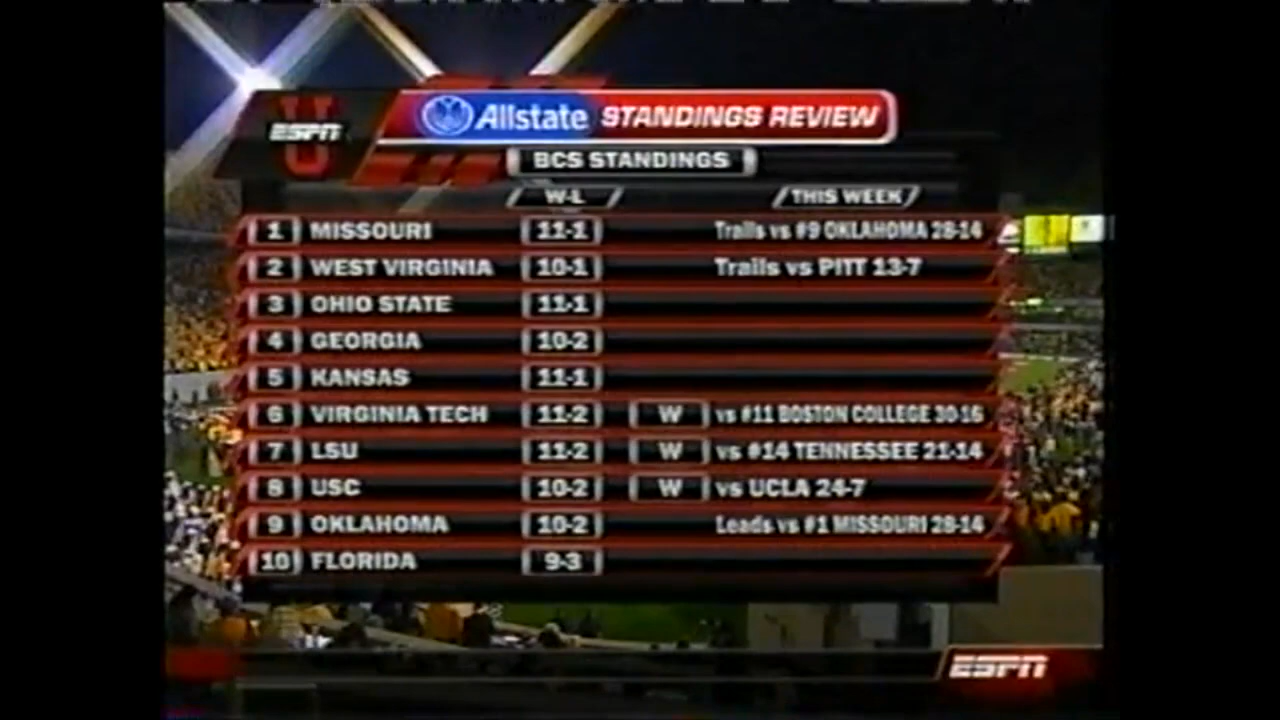 ESPN U Allstate STANDINGS REVIEW
BCS STANDINGS
W-L THIS WEEK
1 MISSOURI 11-1 Trails vs #9 OKLAHOMA 28-14
2 WEST VIRGINIA 10-1 Trails vs PITT 13-7
3 OHIO STATE 11-1
4 GEORGIA 10-2
5 KANSAS 11-1
6 VIRGINIA TECH 11-2 W vs #11 BOSTON COLLEGE 30-16
7 LSU 11-2 W vs #14 TENNESSEE 21-14
8 USC 10-2 W vs UCLA 24-7
9 OKLAHOMA 10-2 Leads vs #1 MISSOURI 28-14
10 FLORIDA 9-3
ESPN